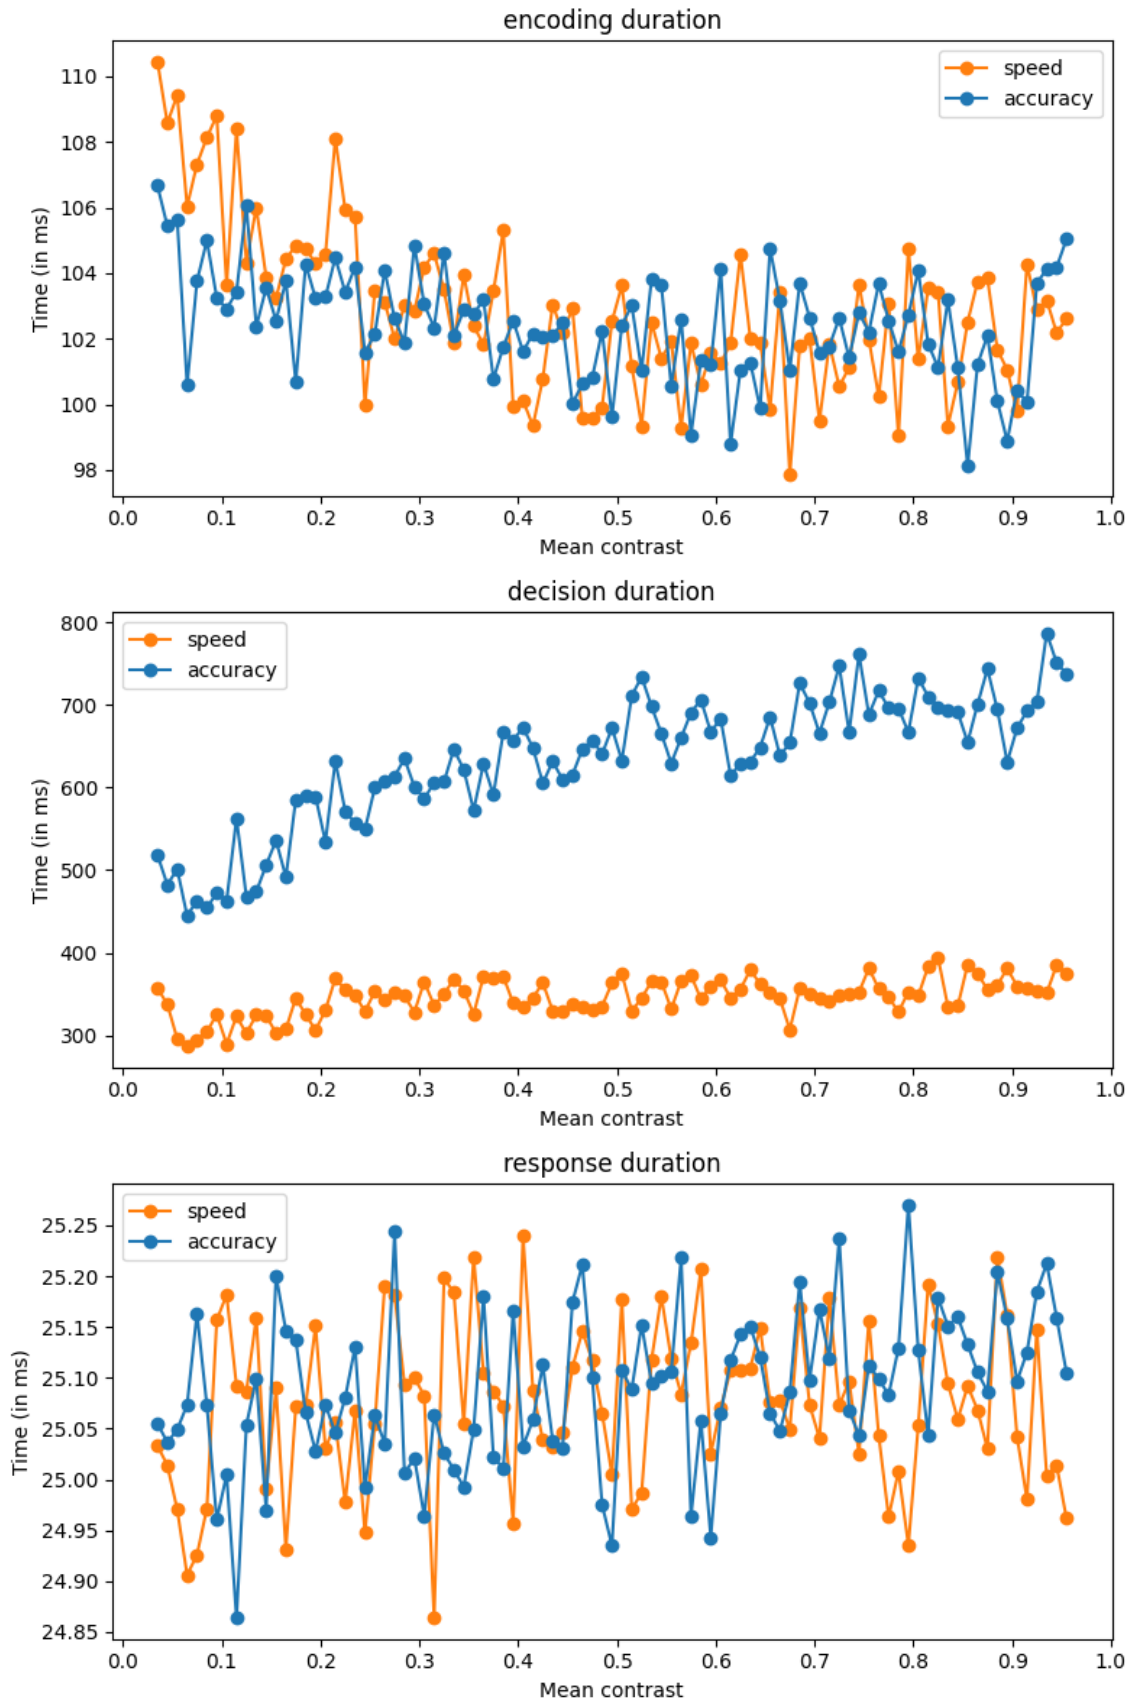 encoding duration
110
108
106
104
102
100
98
Time (in ms)
speed
accuracy
0.0 0.1 0.2 0.3 0.4 0.5 0.6 0.7 0.8 0.9 1.0
Mean contrast
decision duration
800
700
600
500
400
300
Time (in ms)
speed
accuracy
0.0 0.1 0.2 0.3 0.4 0.5 0.6 0.7 0.8 0.9 1.0
Mean contrast
response duration
25.25
25.20
25.15
25.10
25.05
25.00
24.95
24.90
24.85
Time (in ms)
speed
accuracy
0.0 0.1 0.2 0.3 0.4 0.5 0.6 0.7 0.8 0.9 1.0
Mean contrast